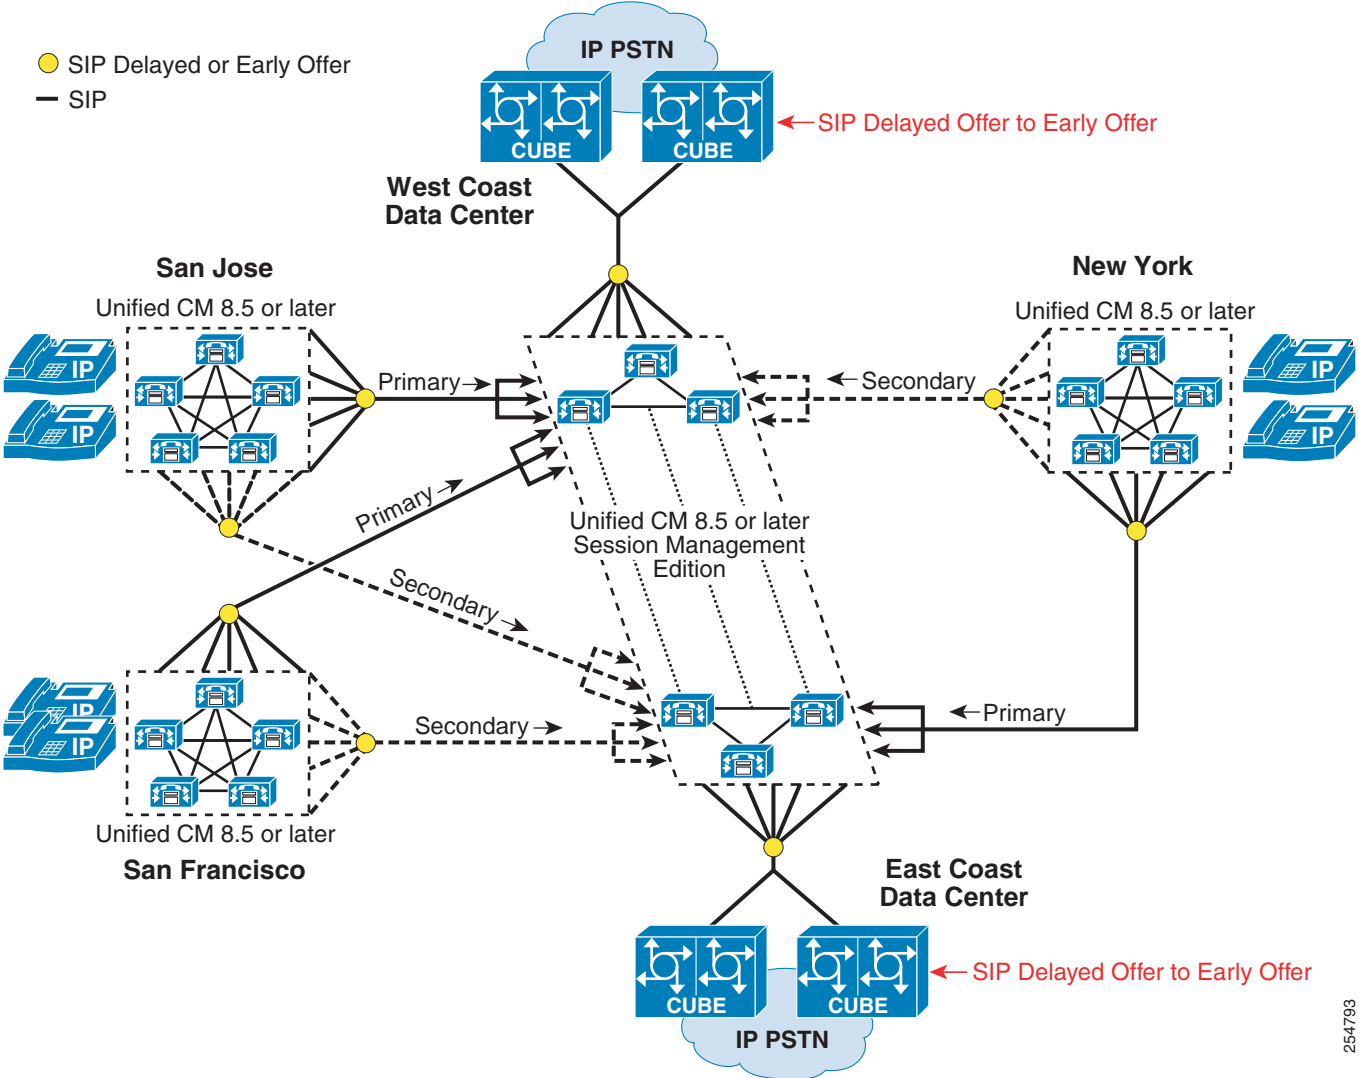 IP PSTN
SIP Delayed or Early Offer
SIP
CUBE
CUBE
SIP Delayed Offer to Early Offer
West Coast
Data Center
San Jose
Unified CM 8.5 or later
New York
Unified CM 8.5 or later
IP
IP
Primary
Secondary
IP
IP
Primary
Unified CM 8.5 or later
Session Management
Edition
Secondary
IP
IP
Secondary
Primary
Unified CM 8.5 or later
San Francisco
East Coast
Data Center
CUBE
CUBE
SIP Delayed Offer to Early Offer
IP PSTN
254793